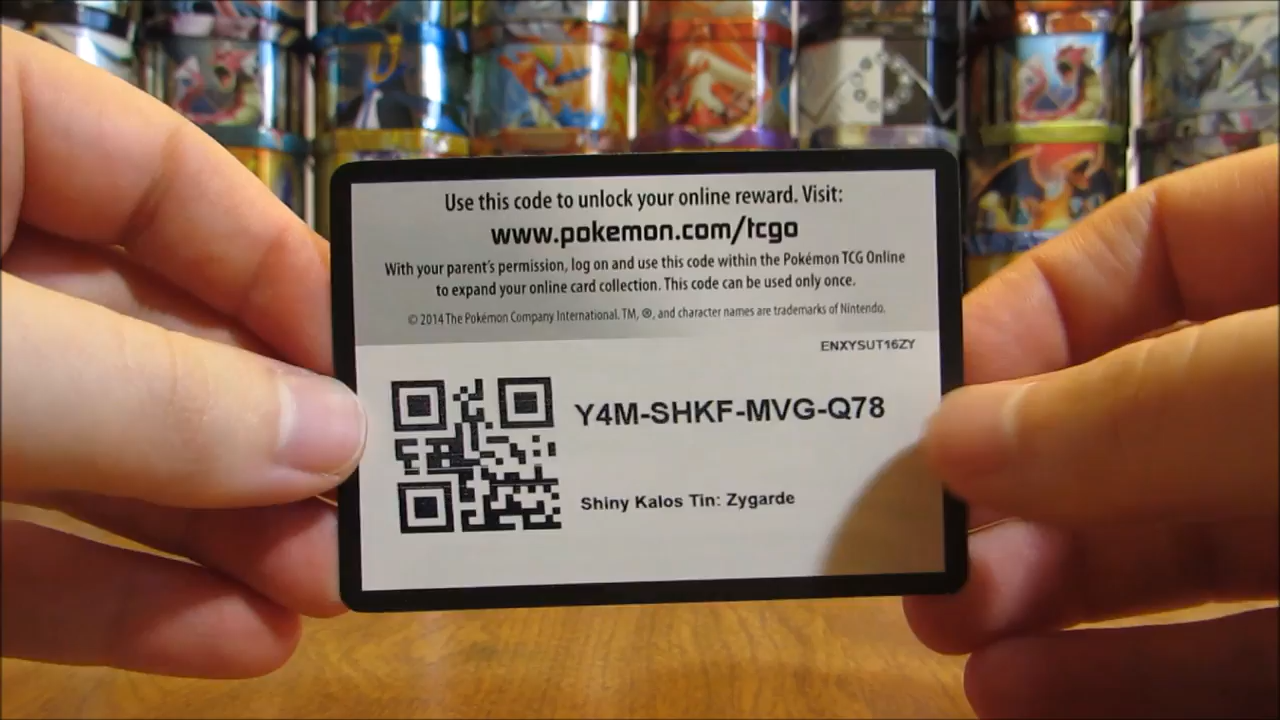 Use this code to unlock your online reward. Visit:
www.pokemon.com/tcgo
With your parent's permission, log on and use this code within the Pokémon TCG Online
to expand your online card collection. This code can be used only once.
© 2014 The Pokémon Company International. TM, ®, and character names are trademarks of Nintendo.
ENXYSUT16ZY
Y4M-SHKF-MVG-Q78
Shiny Kalos Tin: Zygarde